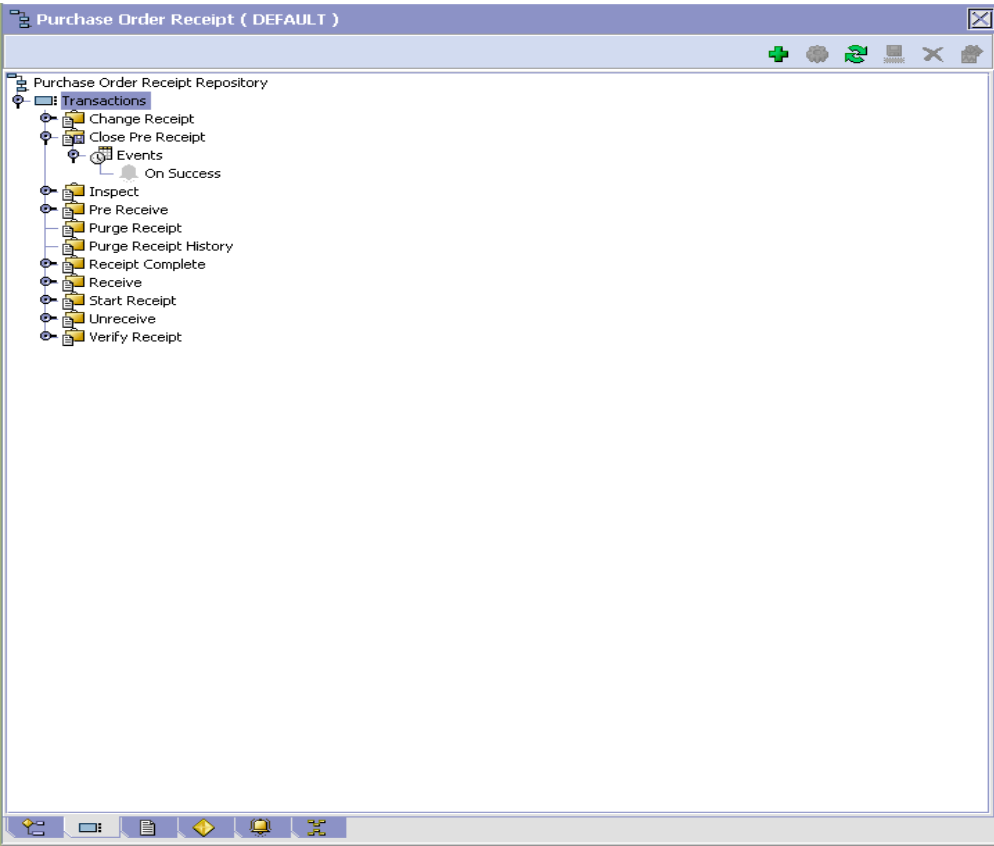 Purchase Order Receipt ( DEFAULT )
Purchase Order Receipt Repository
Transactions
Change Receipt
Close Pre Receipt
Events
On Success
Inspect
Pre Receive
Purge Receipt
Purge Receipt History
Receipt Complete
Receive
Start Receipt
Unreceive
Verify Receipt